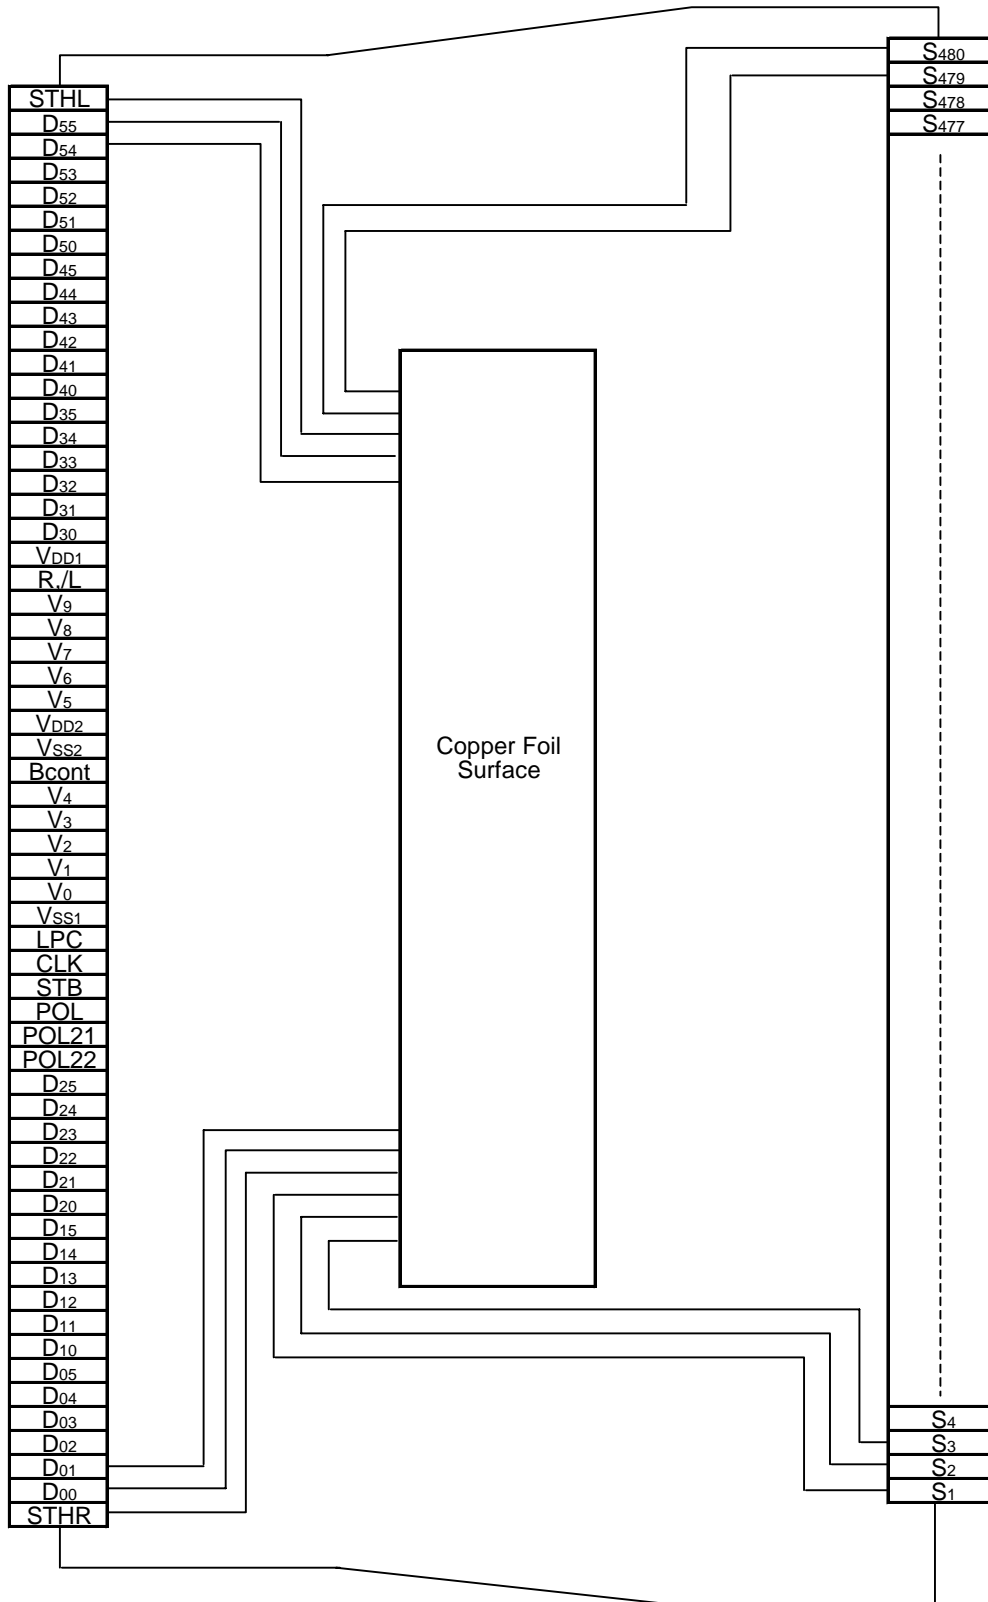 STHL
D55
D54
D53
D52
D51
D50
D45
D44
D43
D42
D41
D40
D35
D34
D33
D32
D31
D30
VDD1
R,/L
V9
V8
V7
V6
V5
VDD2
VSS2
Bcont
V4
V3
V2
V1
V0
VSS1
LPC
CLK
STB
POL
POL21
POL22
D25
D24
D23
D22
D21
D20
D15
D14
D13
D12
D11
D10
D05
D04
D03
D02
D01
D00
STHR
Copper Foil
Surface
S480
S479
S478
S477
S4
S3
S2
S1